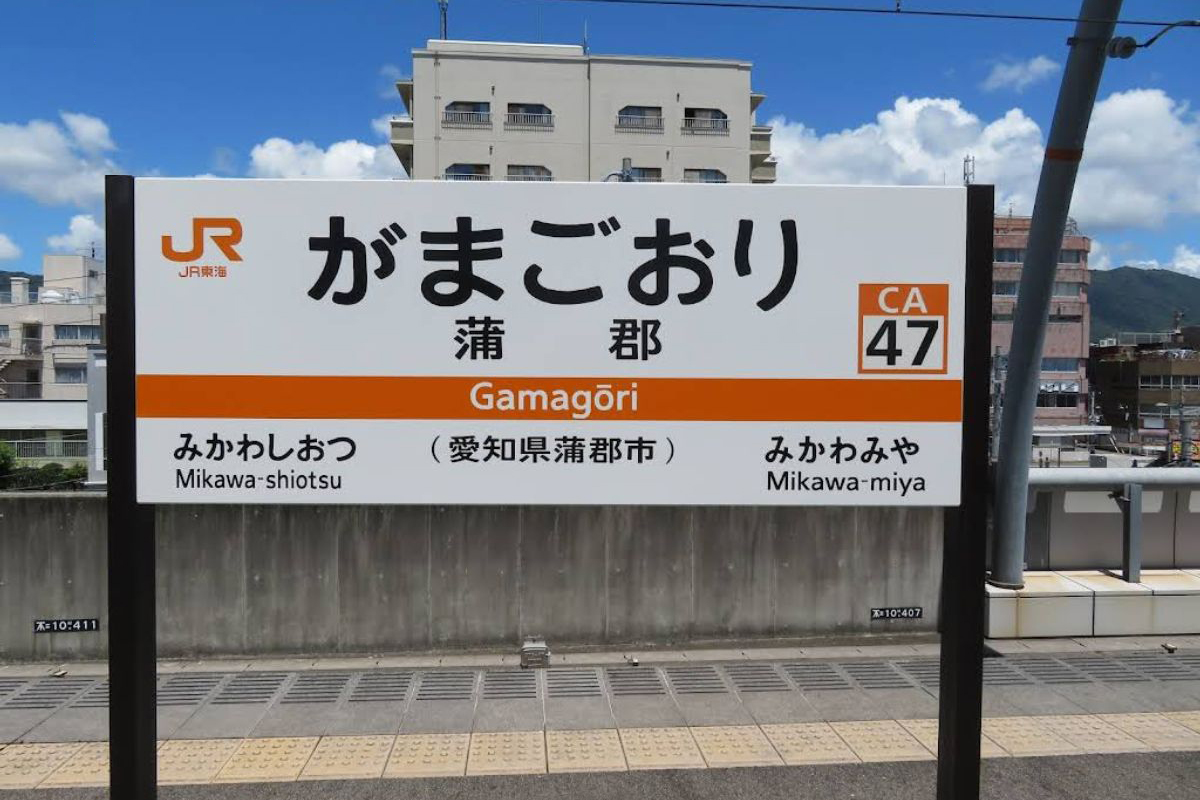 JR
JR東海
がまごおり
蒲郡
CA
47
Gamagōri
みかわしおつ
Mikawa-shiotsu
（愛知県蒲郡市）
みかわみや
Mikawa-miya